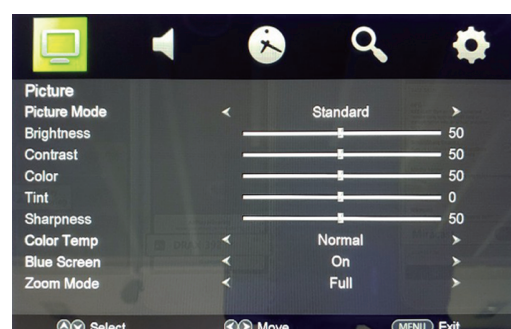 Picture
Picture Mode < Standard >
Brightness 50
Contrast 50
Color 50
Tint 0
Sharpness 50
Color Temp < Normal >
Blue Screen < On >
Zoom Mode < Full >
Select Move MENU Exit